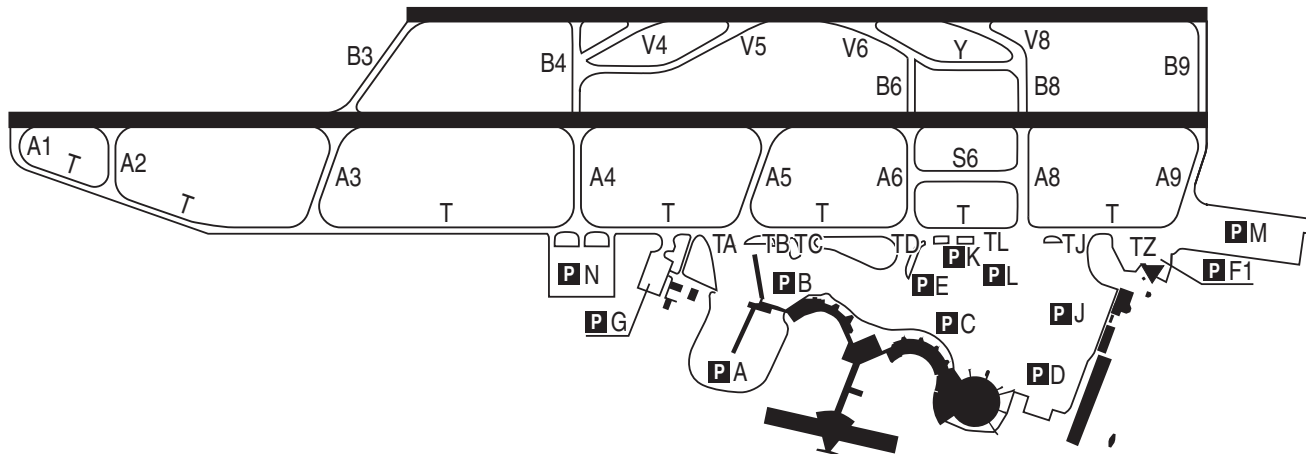 B3 B4 V4 V5 V6 Y V8 B9
B6 B8
A1 T A2 A3 A4 A5 A6 S6 A8 A9
T T T T T T
TA TB TC TD TL TJ TZ
P M
P N P K P F1
P B P E P L
P G P C P J
P A P D